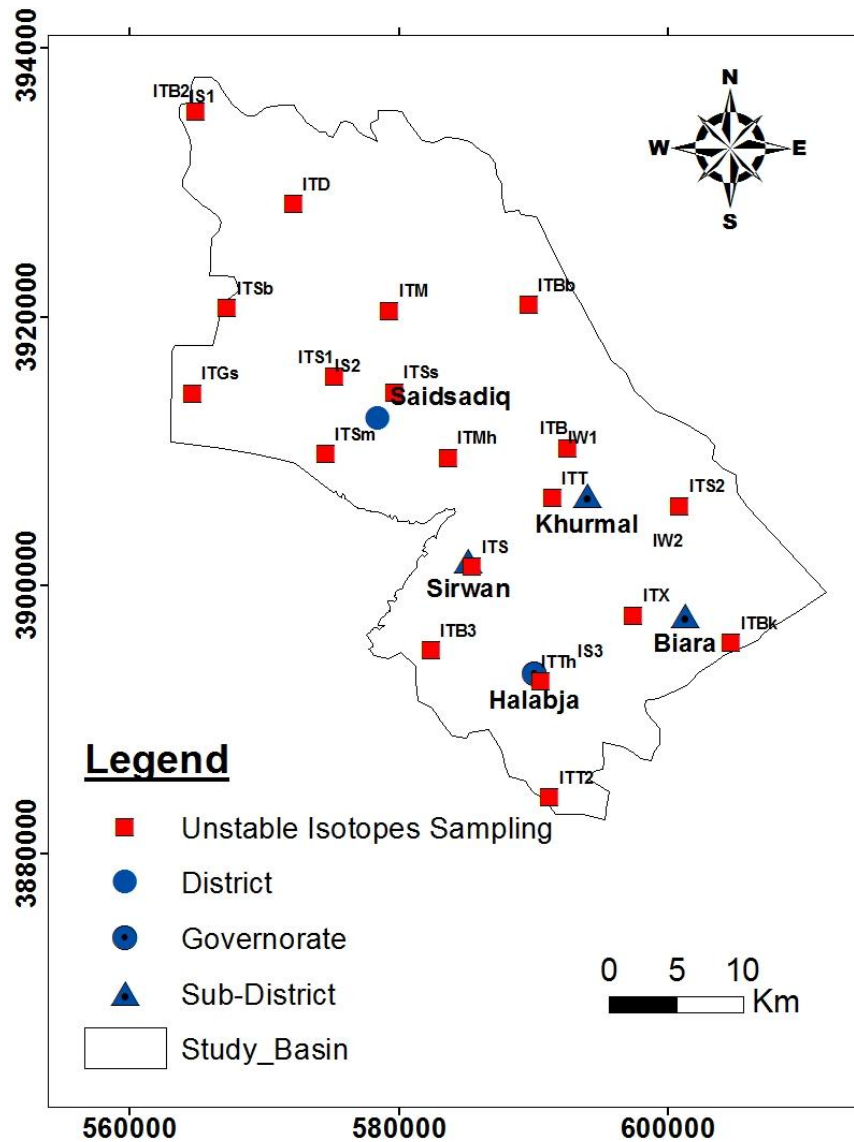 3940000
N
W E
S
ITB2 IS1
ITD
ITSb
ITM
ITBb
3920000
ITGs
ITS1 IS2
ITSs
Saidsadiq
ITSm
ITMh
ITB IW1
ITT
ITS2
Khurmal
IW2
ITS
Sirwan
3900000
ITX
ITBk
Biara
ITB3
ITTh
IS3
Halabja
ITT2
Legend
Unstable Isotopes Sampling
3880000
District
Governorate
Sub-District
Study_Basin
0 5 10
Km
560000 580000 600000